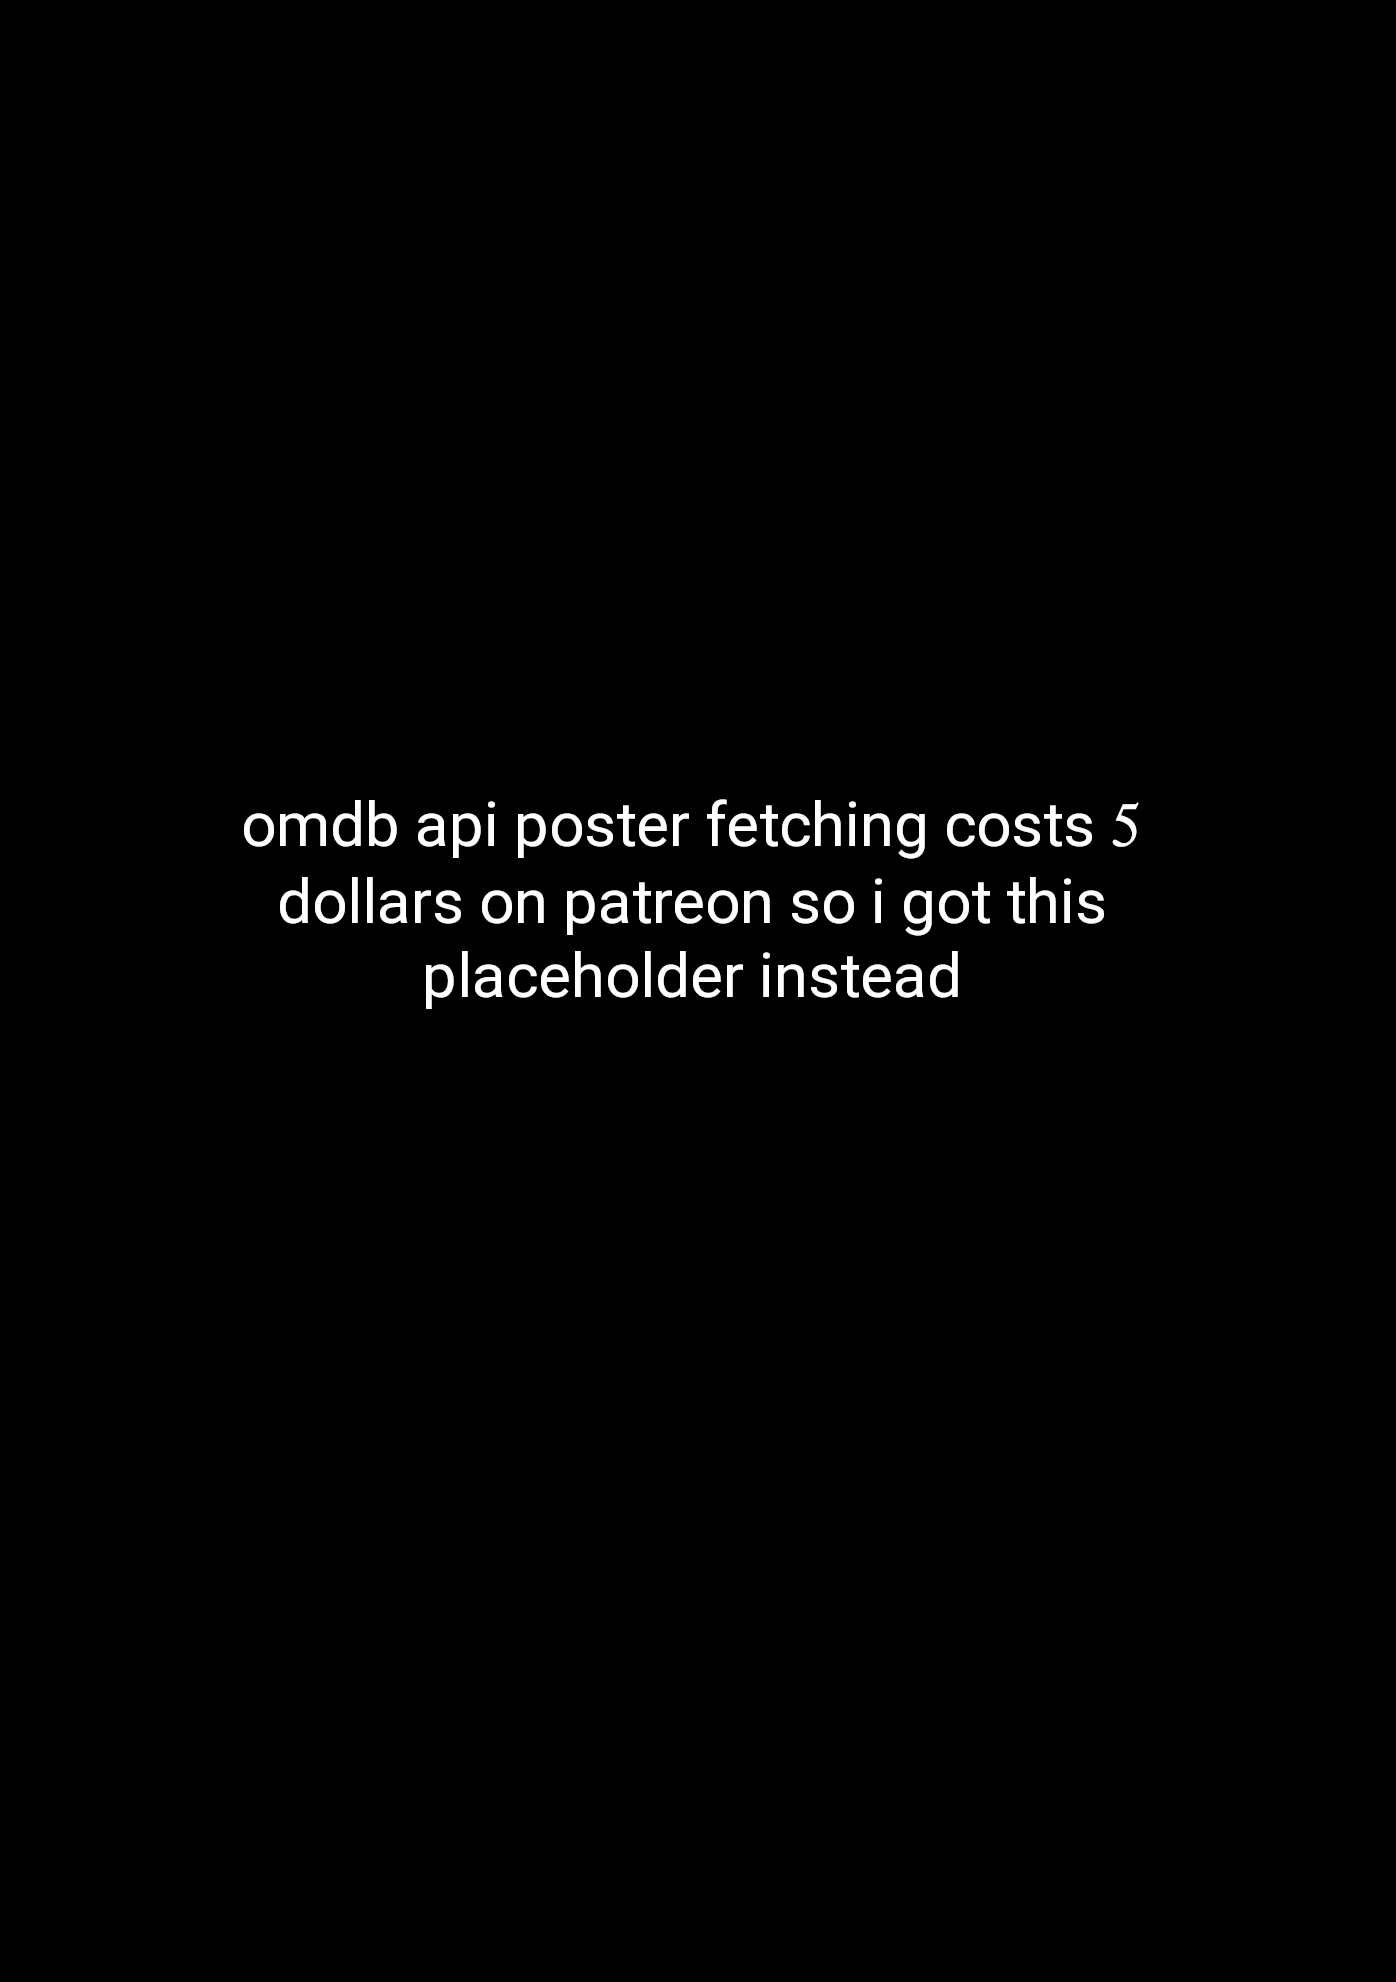 omdb api poster fetching costs 5
dollars on patreon so i got this
placeholder instead